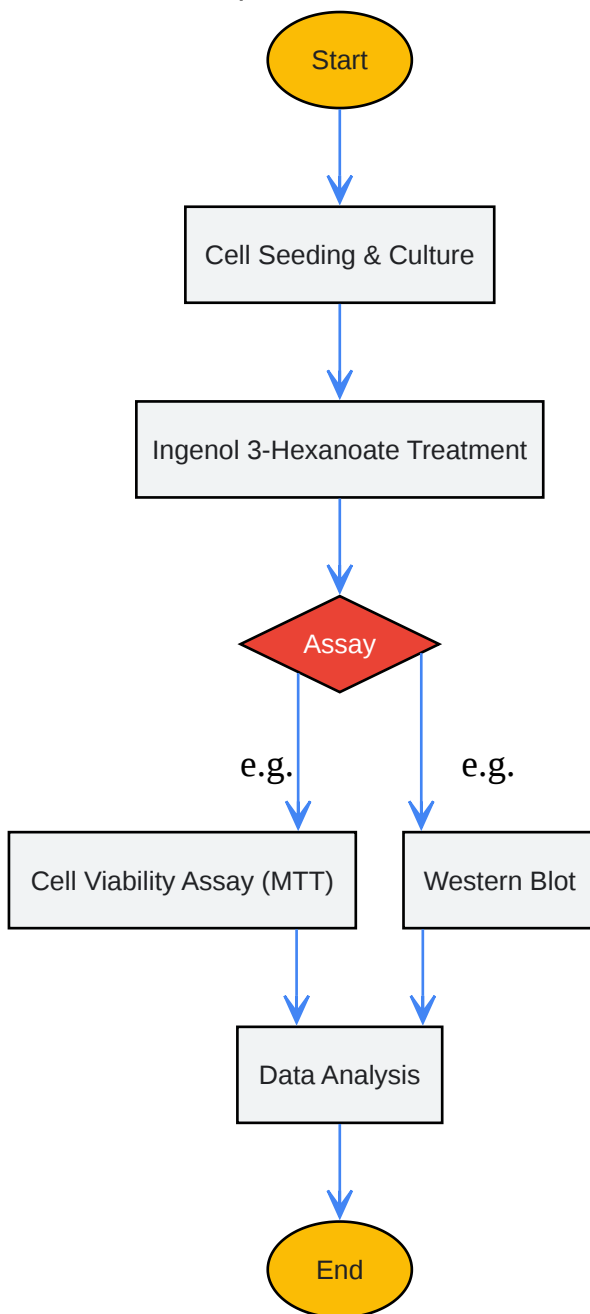 Start
Cell Seeding & Culture
Ingenol 3-Hexanoate Treatment
Assay
e.g.
e.g.
Cell Viability Assay (MTT)
Western Blot
Data Analysis
End